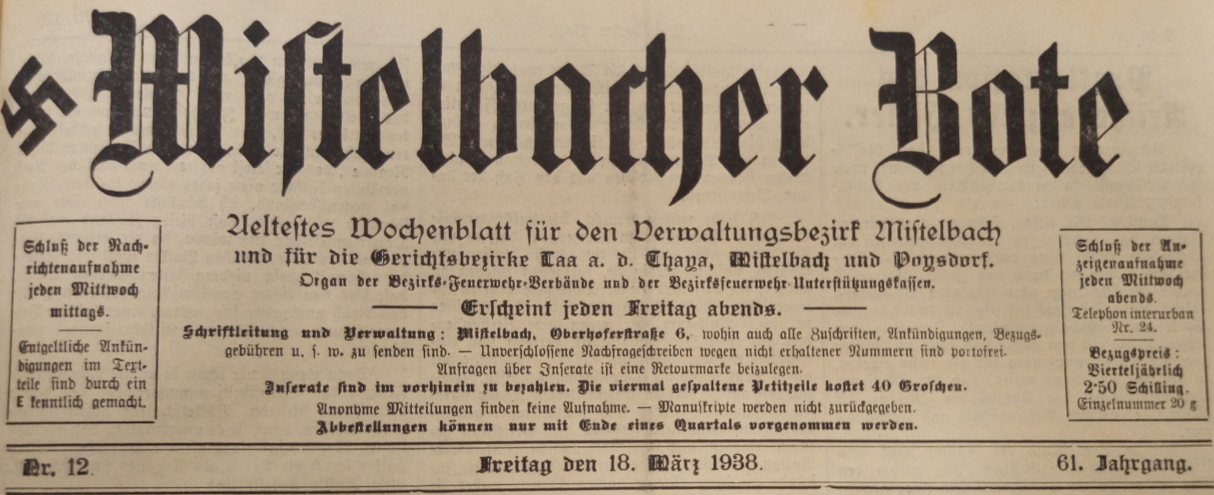 Mistelbacher Bote
Aeltestes Wochenblatt für den Verwaltungsbezirk Mistelbach
und für die Gerichtsbezirke Laa a. d. Thaya, Mistelbach und Poysdorf.
Organ der Bezirks-Feuerwehr-Verbände und der Bezirksfeuerwehr-Unterstützungskassen.
Erscheint jeden Freitag abends.
Schriftleitung und Verwaltung: Mistelbach, Oberhoferstraße 6, wohin auch alle Zuschriften, Ankündigungen, Bezugs-
gebühren u. s. w. zu senden sind. — Unverschlossene Nachfrageschreiben wegen nicht erhaltener Nummern sind portofrei.
Anfragen über Inserate ist eine Retourmarke beizulegen.
Inserate sind im vorhinein zu bezahlen. Die viermal gespaltene Petitzeile kostet 40 Groschen.
Anonyme Mitteilungen finden keine Aufnahme. — Manuskripte werden nicht zurückgegeben.
Abbestellungen können nur mit Ende eines Quartals vorgenommen werden.
Schluß der Nach-
richtenaufnahme
jeden Mittwoch
mittags.
Entgeltliche Ankün-
digungen im Text-
teile sind durch ein
E kenntlich gemacht.
Schluß der An-
zeigenaufnahme
jeden Mittwoch
abends.
Telephon interurban
Nr. 24.
Bezugspreis:
Vierteljährlich
2·50 Schilling.
Einzelnummer 20 g
Nr. 12.
Freitag den 18. März 1938.
61. Jahrgang.